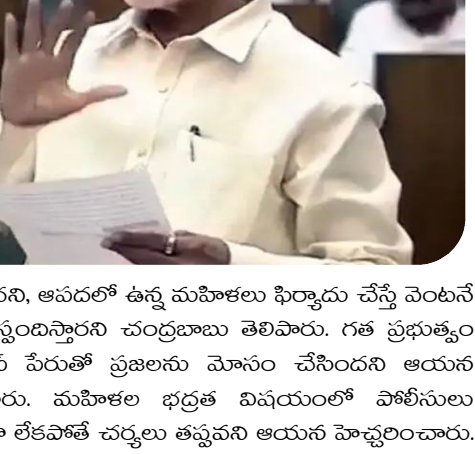 ఆపదలో ఉన్న మహిళలు ఫిర్యాదు చేస్తే వెంటనే
స్పందిస్తారని చంద్రబాబు తెలిపారు. గత ప్రభుత్వం
పేరుతో ప్రజలను మోసం చేసిందని ఆయన
మహిళల భద్రత విషయంలో పోలీసులు
లేకపోతే చర్యలు తప్పవని ఆయన హెచ్చరించారు.